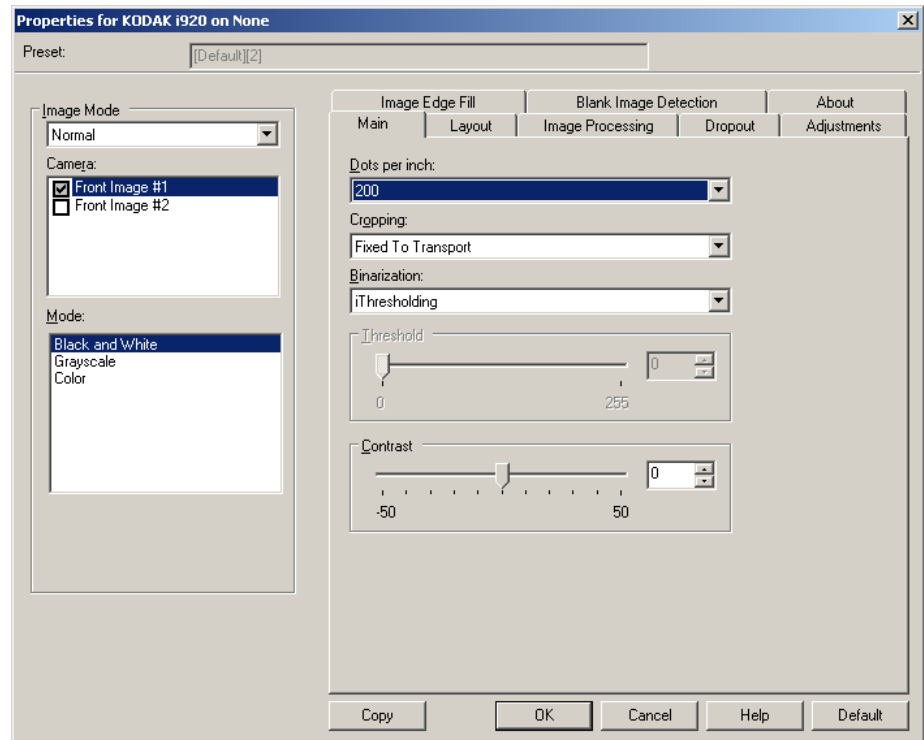 Properties for KODAK i920 on None
Preset:
[Default][2]
Image Mode
Normal
Camera:
Front Image #1
Front Image #2
Mode:
Black and White
Grayscale
Color
Image Edge Fill
Blank Image Detection
About
Main
Layout
Image Processing
Dropout
Adjustments
Dots per inch:
200
Cropping:
Fixed To Transport
Binarization:
iThresholding
Threshold
0
0 255
Contrast
0
-50 50
Copy
OK
Cancel
Help
Default